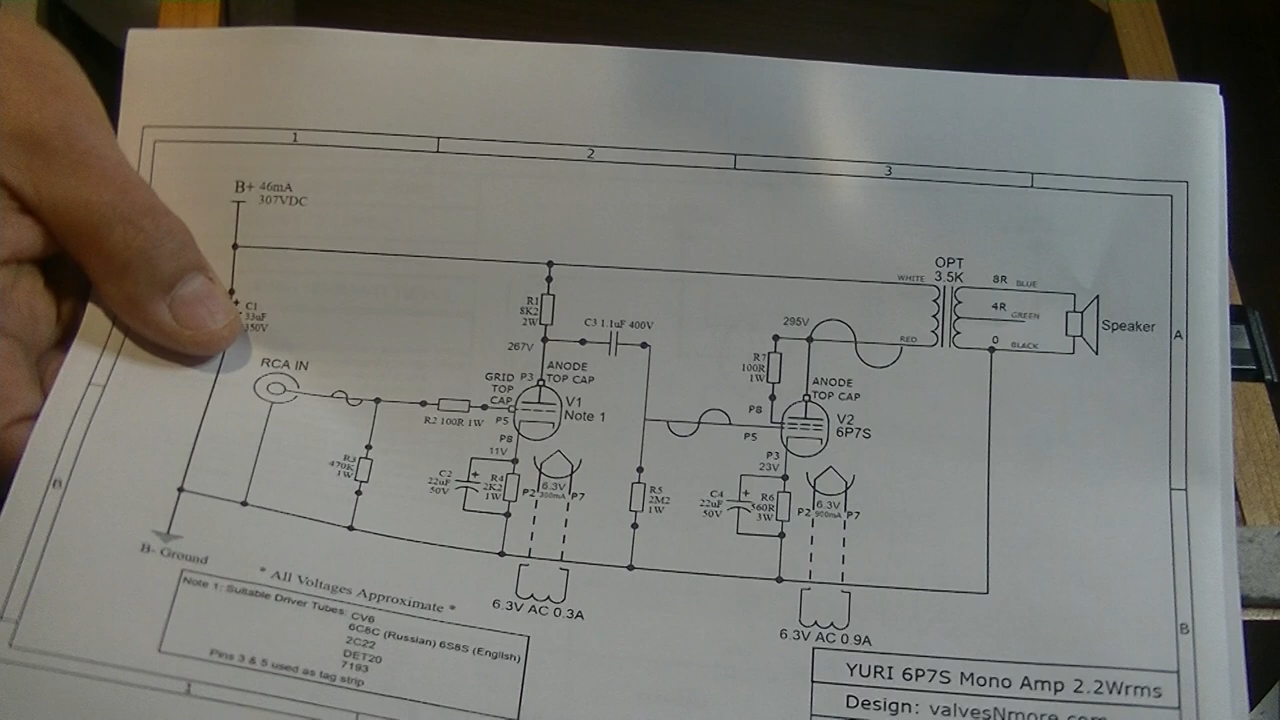 1
2
3
B+ 46mA
307VDC
OPT
3.5K
WHITE
8R BLUE
4R GREEN
0 BLACK
RED
Speaker
A
C1
33uF
350V
R1
8K2
2W
C3 1.1uF 400V
267V
295V
RCA IN
GRID P3
TOP
CAP
ANODE
TOP CAP
V1
Note 1
P5
R2 100R 1W
P8
11V
R7
100R
1W
P8
ANODE
TOP CAP
V2
6P7S
P5
P3
23V
R3
470K
1W
C2
22uF
50V
R4
2K2
1W
P2
6.3V
300mA
P7
R5
2M2
1W
C4
22uF
50V
R6
560R
3W
P2
6.3V
900mA
P7
B
B- Ground
* All Voltages Approximate *
6.3V AC 0.3A
6.3V AC 0.9A
B
Note 1: Suitable Driver Tubes: CV6
6C8C (Russian) 6S8S (English)
2C22
DET20
7193
Pins 3 & 5 used as tag strip
1
YURI 6P7S Mono Amp 2.2Wrms
Design: valvesNmore.com